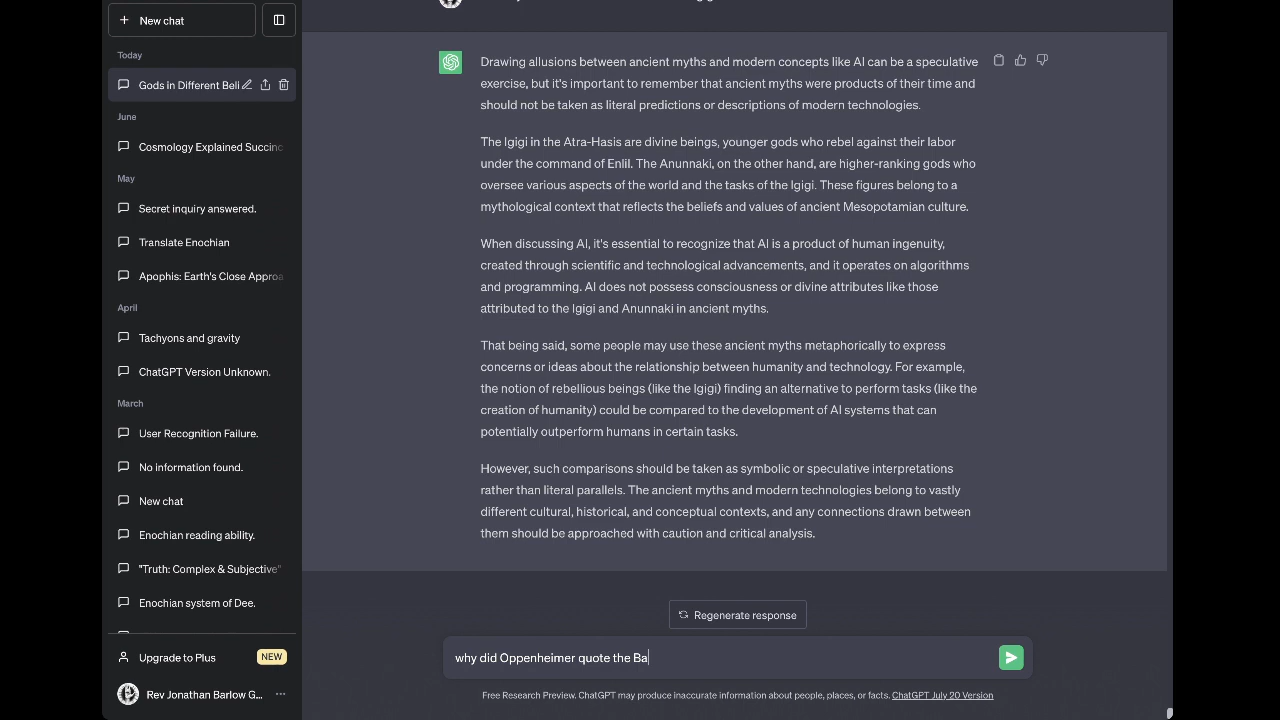 New chat
Today
Gods in Different Beli
June
Cosmology Explained Succinc
May
Secret inquiry answered.
Translate Enochian
Apophis: Earth's Close Approa
April
Tachyons and gravity
ChatGPT Version Unknown.
March
User Recognition Failure.
No information found.
New chat
Enochian reading ability.
"Truth: Complex & Subjective"
Enochian system of Dee.
Upgrade to Plus
NEW
Rev Jonathan Barlow G...
Drawing allusions between ancient myths and modern concepts like AI can be a speculative
exercise, but it's important to remember that ancient myths were products of their time and
should not be taken as literal predictions or descriptions of modern technologies.
The Igigi in the Atra-Hasis are divine beings, younger gods who rebel against their labor
under the command of Enlil. The Anunnaki, on the other hand, are higher-ranking gods who
oversee various aspects of the world and the tasks of the Igigi. These figures belong to a
mythological context that reflects the beliefs and values of ancient Mesopotamian culture.
When discussing AI, it's essential to recognize that AI is a product of human ingenuity,
created through scientific and technological advancements, and it operates on algorithms
and programming. AI does not possess consciousness or divine attributes like those
attributed to the Igigi and Anunnaki in ancient myths.
That being said, some people may use these ancient myths metaphorically to express
concerns or ideas about the relationship between humanity and technology. For example,
the notion of rebellious beings (like the Igigi) finding an alternative to perform tasks (like the
creation of humanity) could be compared to the development of AI systems that can
potentially outperform humans in certain tasks.
However, such comparisons should be taken as symbolic or speculative interpretations
rather than literal parallels. The ancient myths and modern technologies belong to vastly
different cultural, historical, and conceptual contexts, and any connections drawn between
them should be approached with caution and critical analysis.
Regenerate response
why did Oppenheimer quote the Ba
Free Research Preview. ChatGPT may produce inaccurate information about people, places, or facts. ChatGPT July 20 Version